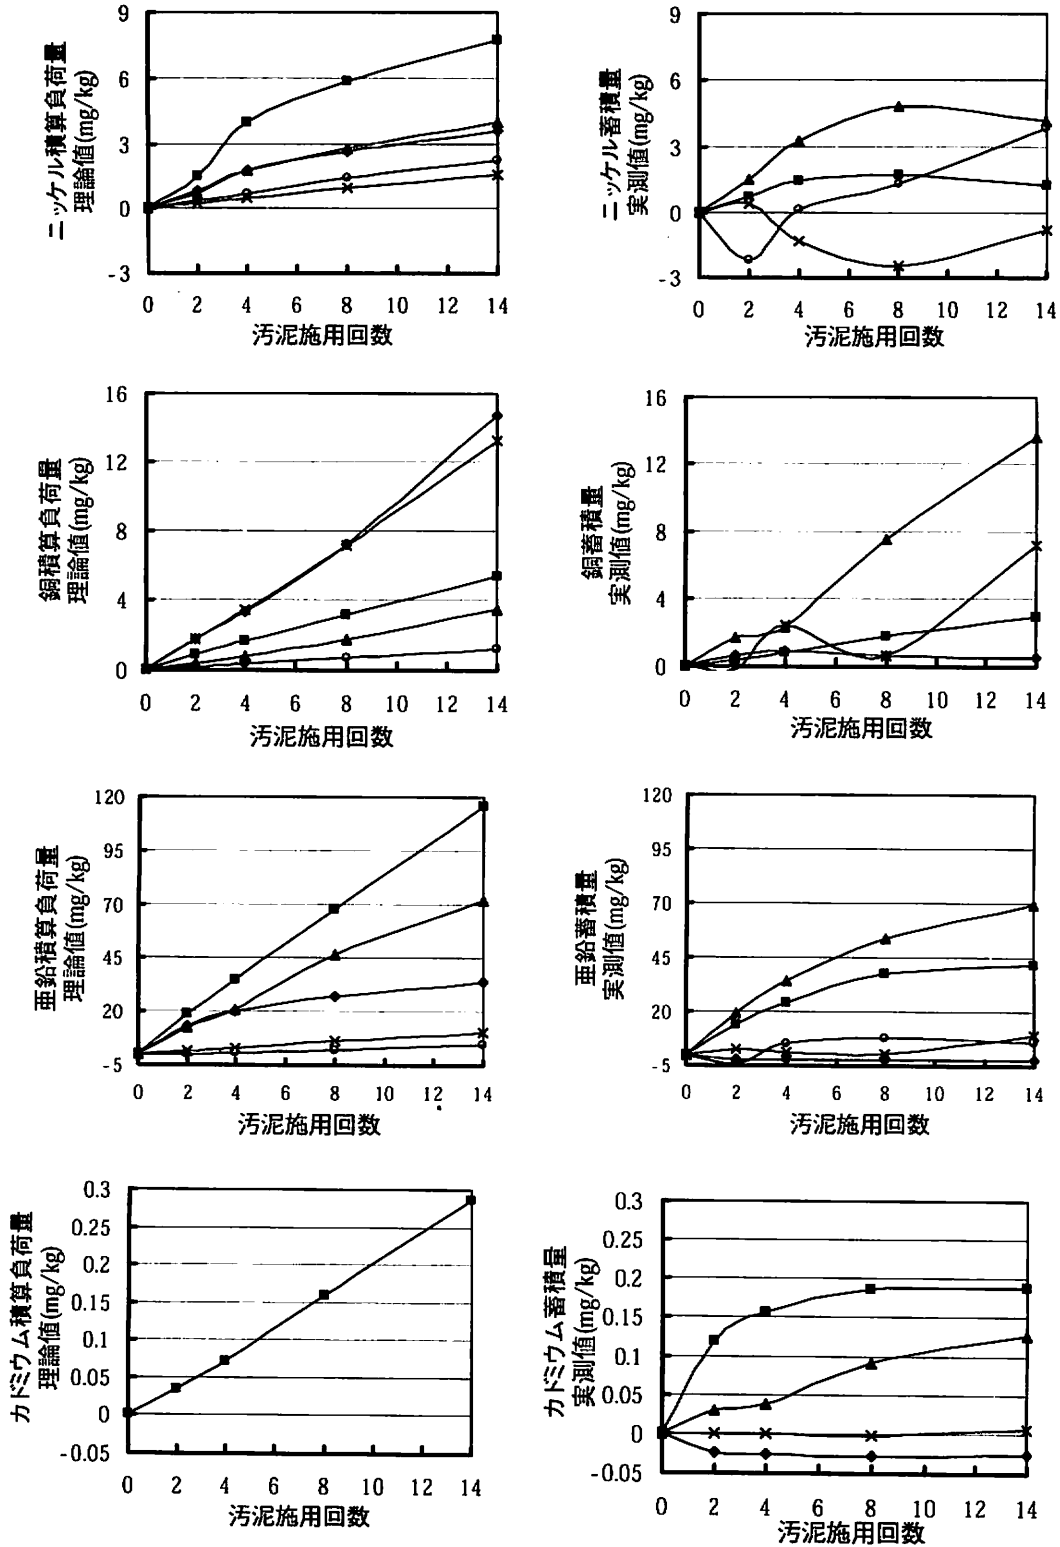 ニッケル積算負荷量
理論値(mg/kg)
9
6
3
0
-3
0 2 4 6 8 10 12 14
汚泥施用回数
ニッケル蓄積量
実測値(mg/kg)
9
6
3
0
-3
0 2 4 6 8 10 12 14
汚泥施用回数
銅積算負荷量
理論値(mg/kg)
16
12
8
4
0
0 2 4 6 8 10 12 14
汚泥施用回数
銅蓄積量
実測値(mg/kg)
16
12
8
4
0
0 2 4 6 8 10 12 14
汚泥施用回数
亜鉛積算負荷量
理論値(mg/kg)
120
95
70
45
20
-5
0 2 4 6 8 10 12 14
汚泥施用回数
亜鉛蓄積量
実測値(mg/kg)
120
95
70
45
20
-5
0 2 4 6 8 10 12 14
汚泥施用回数
カドミウム積算負荷量
理論値(mg/kg)
0.3
0.25
0.2
0.15
0.1
0.05
0
-0.05
0 2 4 6 8 10 12 14
汚泥施用回数
カドミウム蓄積量
実測値(mg/kg)
0.3
0.25
0.2
0.15
0.1
0.05
0
-0.05
0 2 4 6 8 10 12 14
汚泥施用回数